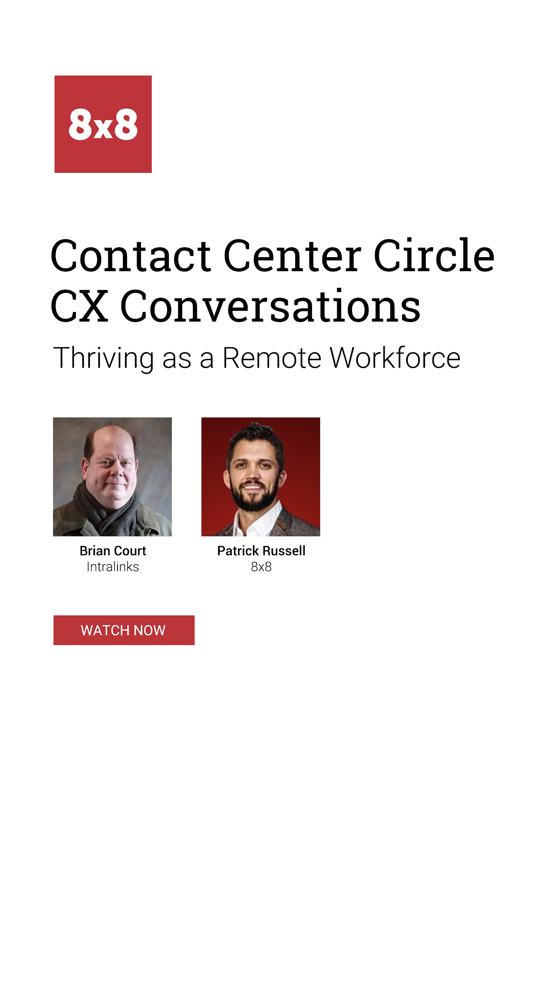 8x8
Contact Center Circle
CX Conversations
Thriving as a Remote Workforce
Brian Court
Intralinks
Patrick Russell
8x8
WATCH NOW